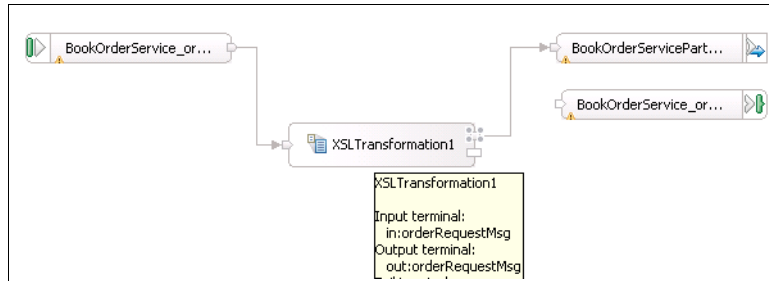 BookOrderService_or...
BookOrderServicePart...
BookOrderService_or...
XSLTransformation1
XSLTransformation1
Input terminal:
in:orderRequestMsg
Output terminal:
out:orderRequestMsg